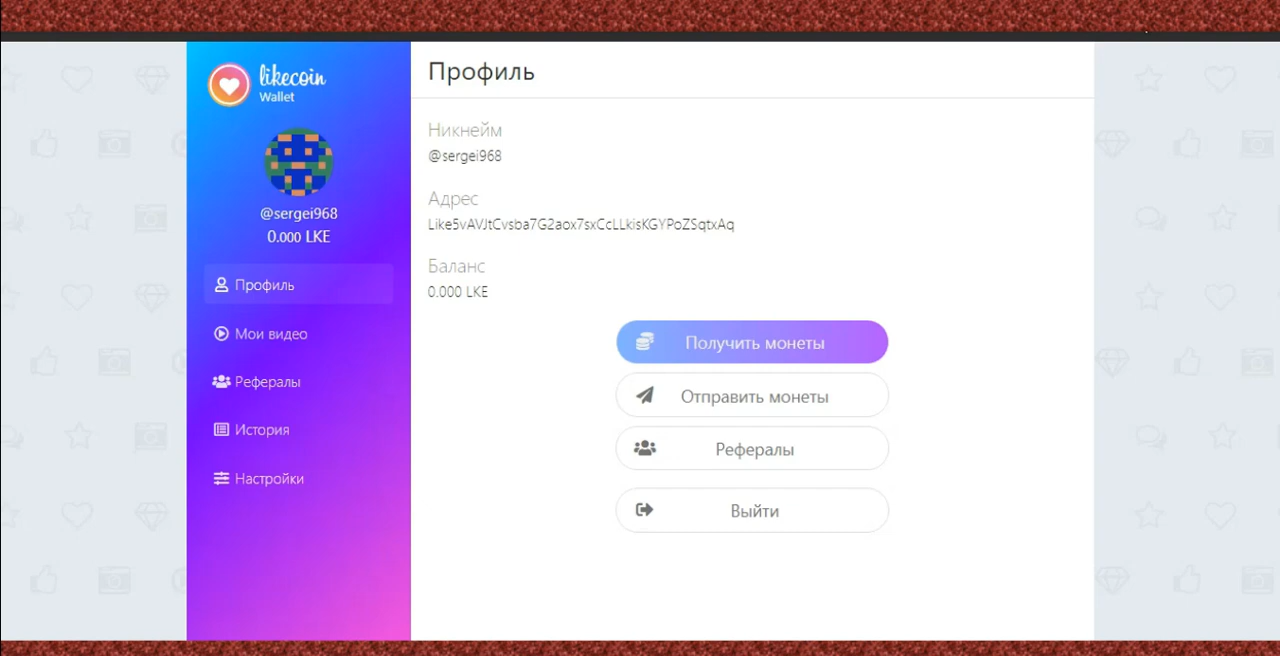 likecoin
Wallet
@sergei968
0.000 LKE
Профиль
Мои видео
Рефералы
История
Настройки
Профиль
Никнейм
@sergei968
Адрес
Like5vAVJtCvsba7G2aox7sxCcLLkisKGYPoZSqtxAq
Баланс
0.000 LKE
Получить монеты
Отправить монеты
Рефералы
Выйти